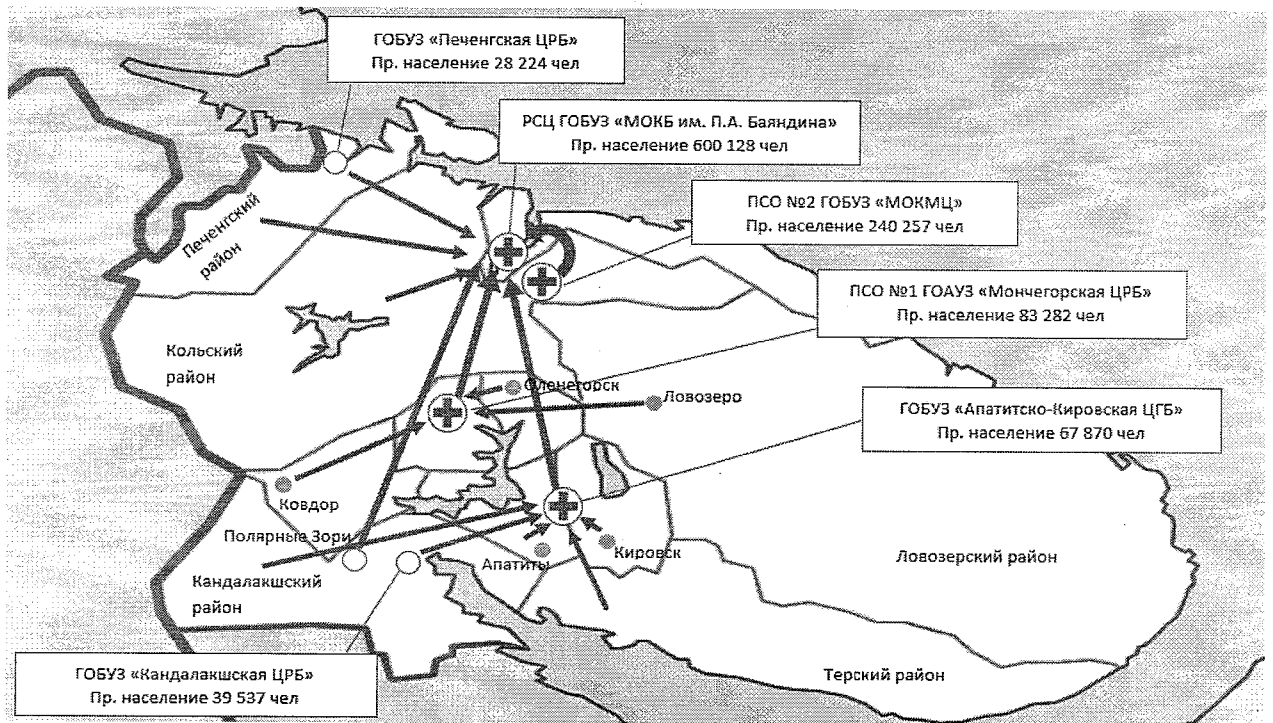 ГОБУЗ «Печенгская ЦРБ»
Пр. население 28 224 чел
РСЦ ГОБУЗ «МОКБ им. П.А. Баяндина»
Пр. население 600 128 чел
ПСО №2 ГОБУЗ «МОКМЦ»
Пр. население 240 257 чел
Печенгский
район
ПСО №1 ГОАУЗ «Мончегорская ЦРБ»
Пр. население 83 282 чел
Кольский
район
Оленегорск
Ловозеро
ГОБУЗ «Апатитско-Кировская ЦГБ»
Пр. население 67 870 чел
Ковдор
Полярные Зори
Апатиты
Кировск
Ловозерский район
Кандалакшский
район
Терский район
ГОБУЗ «Кандалакшская ЦРБ»
Пр. население 39 537 чел